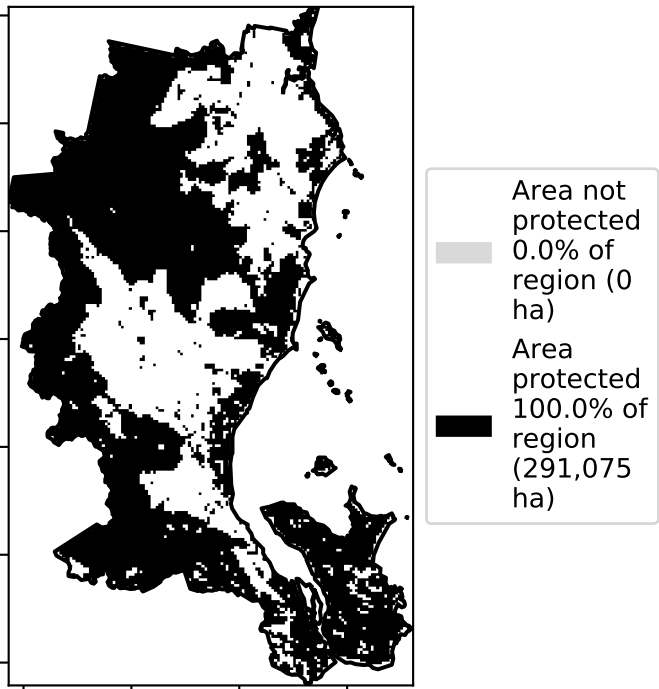 Area not
protected
0.0% of
region (0
ha)
Area
protected
100.0% of
region
(291,075
ha)